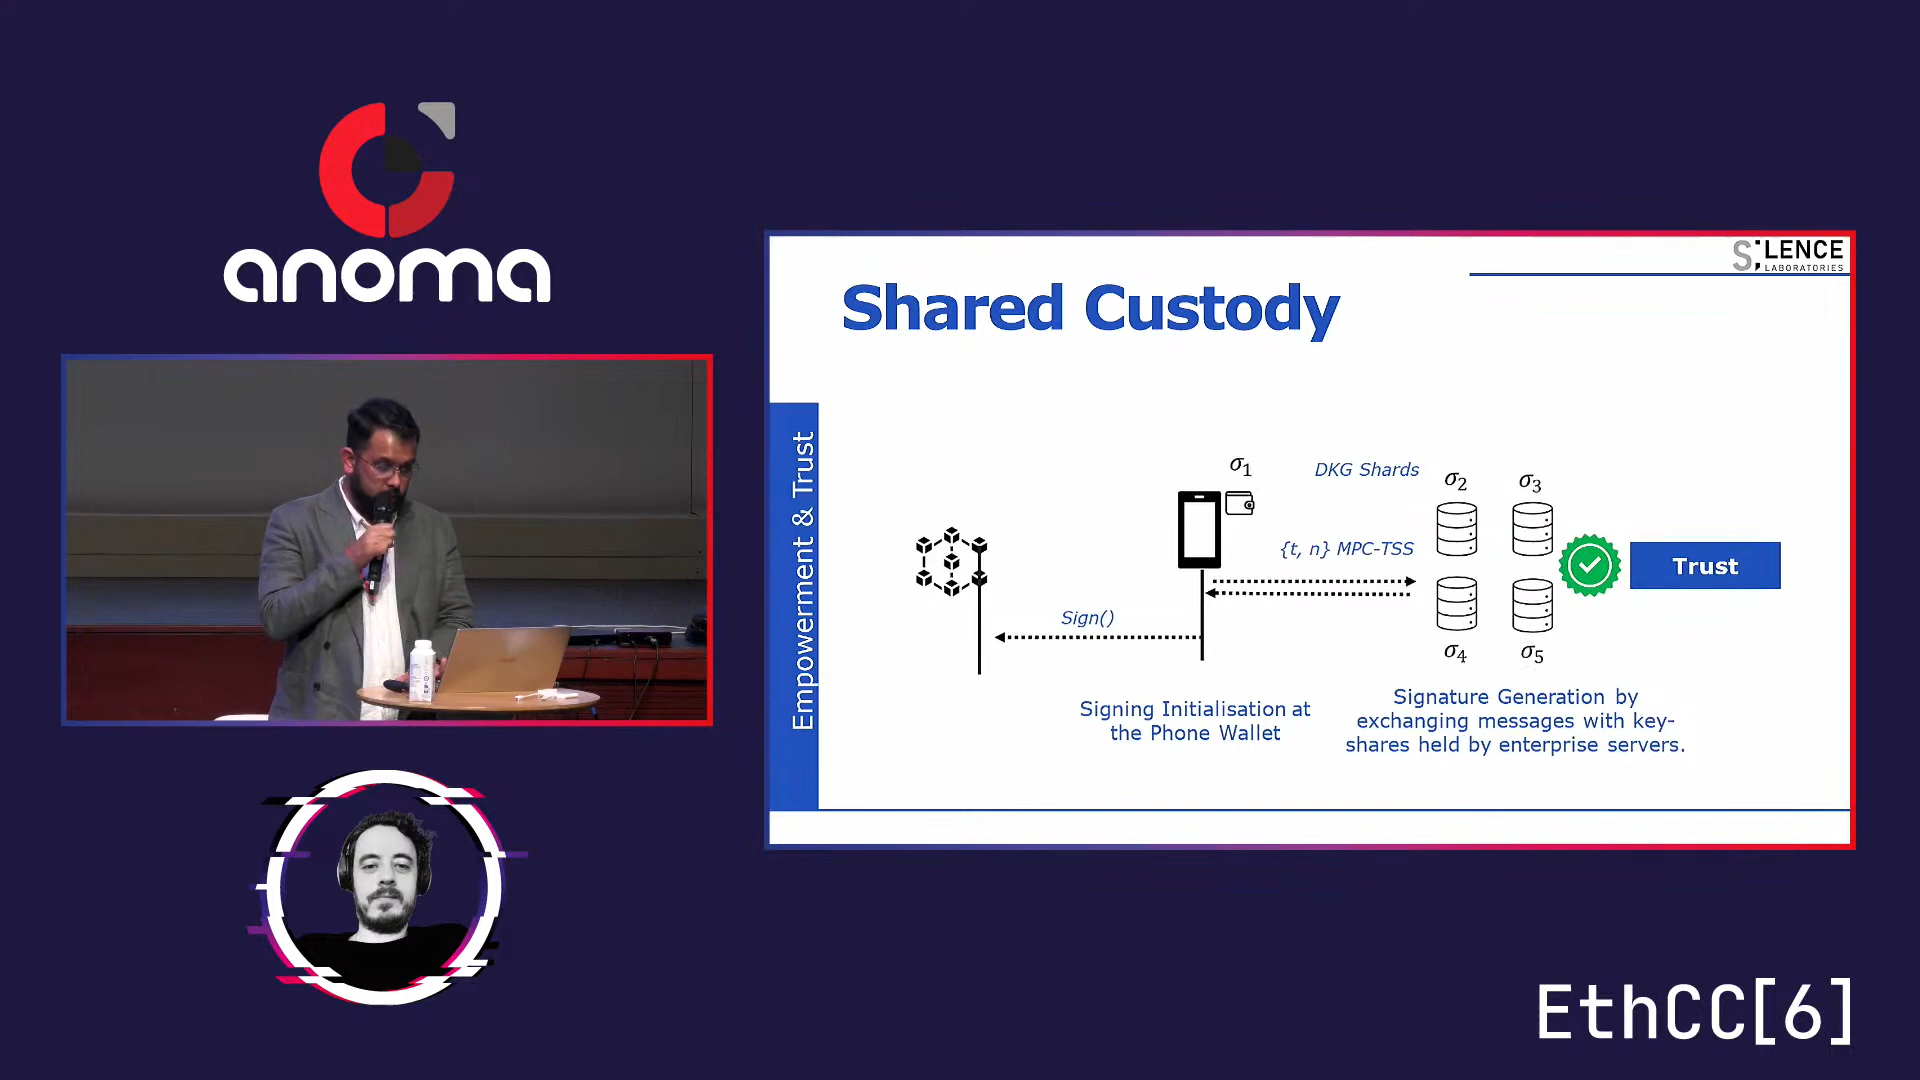 anoma
S:LENCE
LABORATORIES
Shared Custody
Empowerment & Trust
σ1
DKG Shards
σ2
σ3
{t, n} MPC-TSS
Trust
Sign()
σ4
σ5
Signing Initialisation at
the Phone Wallet
Signature Generation by
exchanging messages with key-
shares held by enterprise servers.
EthCC[6]